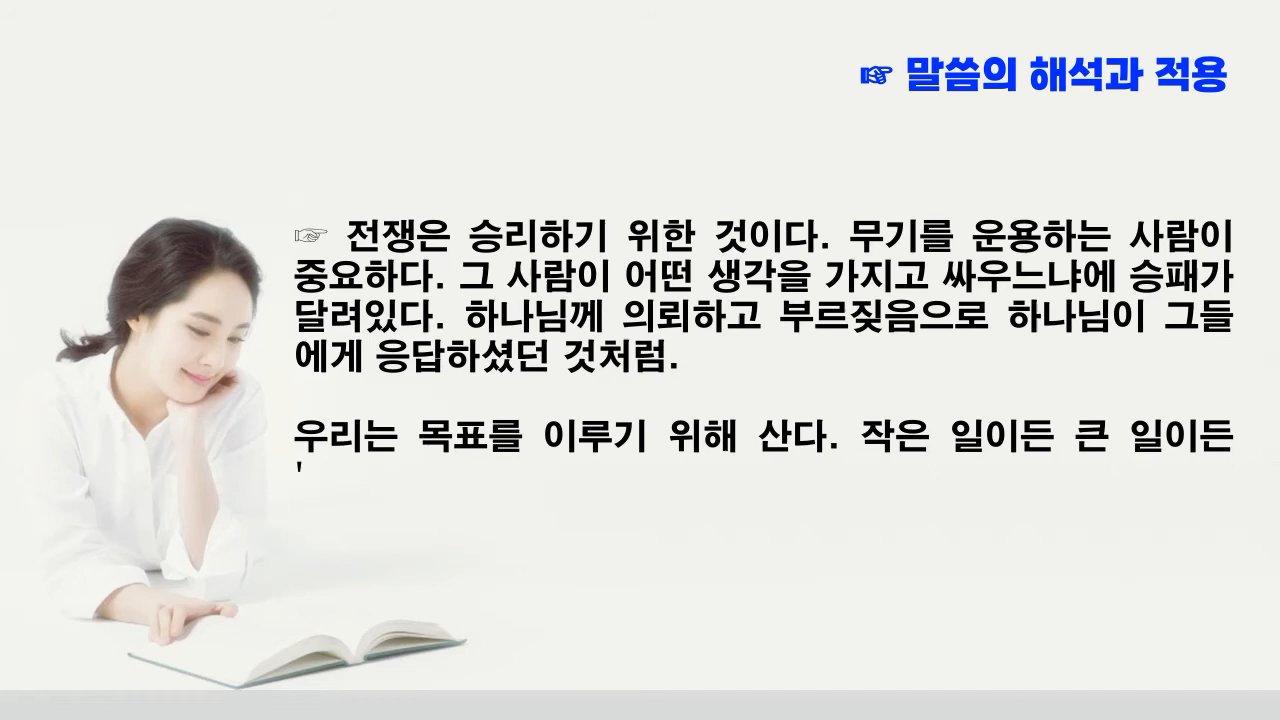 ☞ 말씀의 해석과 적용
☞ 전쟁은 승리하기 위한 것이다. 무기를 운용하는 사람이
중요하다. 그 사람이 어떤 생각을 가지고 싸우느냐에 승패가
달려있다. 하나님께 의뢰하고 부르짖음으로 하나님이 그들
에게 응답하셨던 것처럼.
우리는 목표를 이루기 위해 산다. 작은 일이든 큰 일이든
'